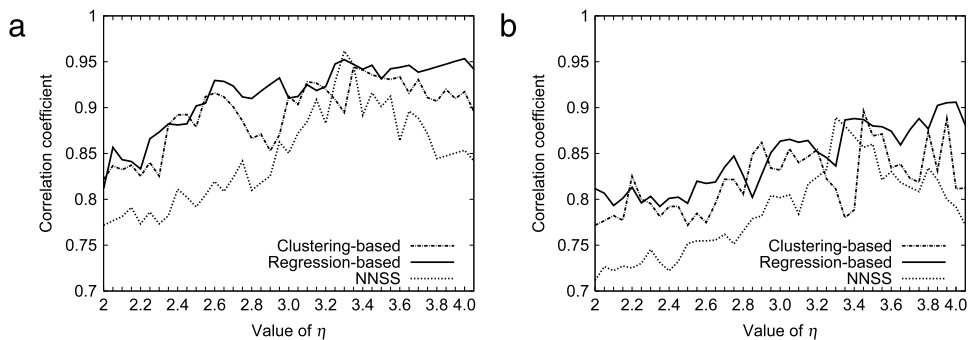 a
1
0.95
0.9
0.85
0.8
0.75
0.7
Correlation coefficient
Clustering-based
Regression-based
NNSS
2 2.2 2.4 2.6 2.8 3.0 3.2 3.4 3.6 3.8 4.0
Value of η
b
1
0.95
0.9
0.85
0.8
0.75
0.7
Correlation coefficient
Clustering-based
Regression-based
NNSS
2 2.2 2.4 2.6 2.8 3.0 3.2 3.4 3.6 3.8 4.0
Value of η